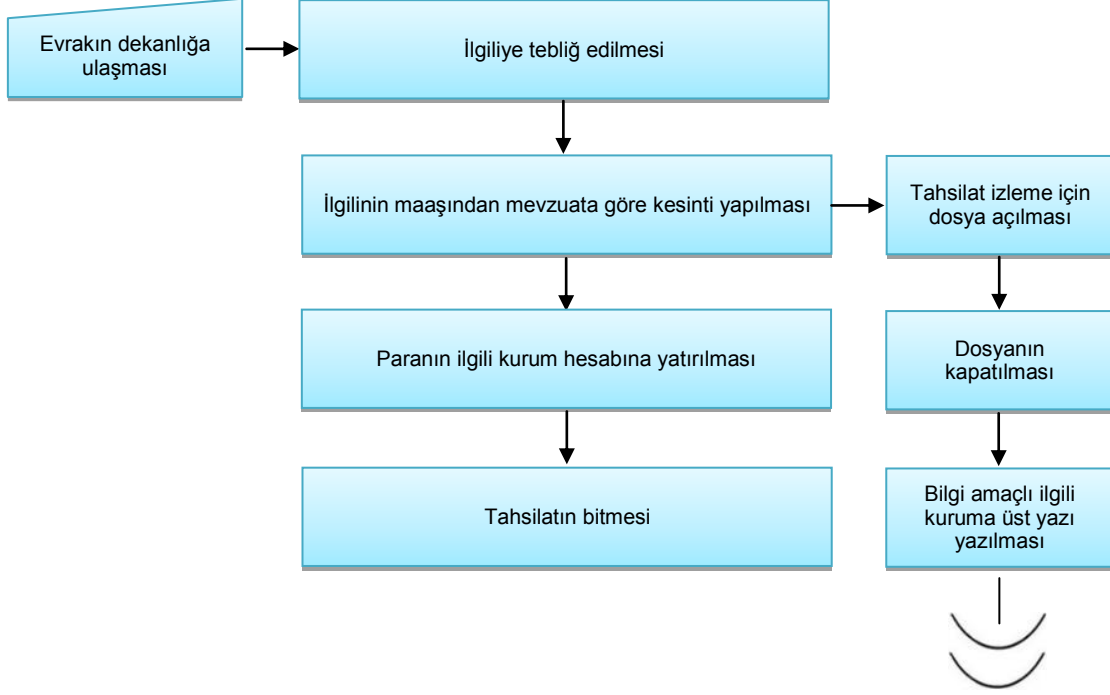 Evrakın dekanlığa
ulaşması
İlgiliye tebliğ edilmesi
İlgilinin maaşından mevzuata göre kesinti yapılması
Tahsilat izleme için
dosya açılması
Paranın ilgili kurum hesabına yatırılması
Dosyanın
kapatılması
Tahsilatın bitmesi
Bilgi amaçlı ilgili
kuruma üst yazı
yazılması